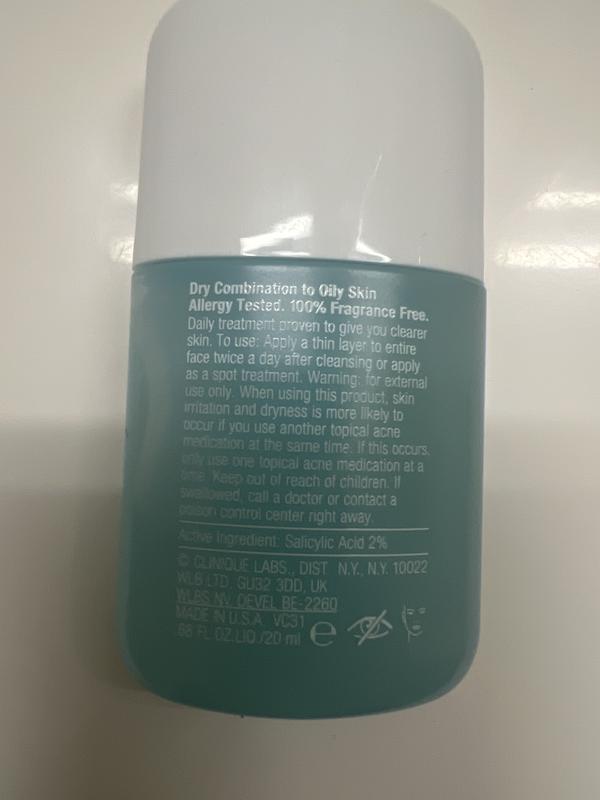 Dry Combination to Oily Skin
Allergy Tested. 100% Fragrance Free.
Daily treatment proven to give you clearer
skin. To use: Apply a thin layer to entire
face twice a day after cleansing or apply
as a spot treatment. Warning: for external
use only. When using this product, skin
irritation and dryness is more likely to
occur if you use another topical acne
medication at the same time. If this occurs,
only use one topical acne medication at a
time. Keep out of reach of children. If
swallowed, call a doctor or contact a
poison control center right away.
Active Ingredient: Salicylic Acid 2%
© CLINIQUE LABS., DIST. N.Y., N.Y. 10022
WLB LTD, GU32 3DD, UK
WLBS NV, OEVEL BE-2260
MADE IN U.S.A. VC31
.68 FL.OZ.LIQ./20 ml e